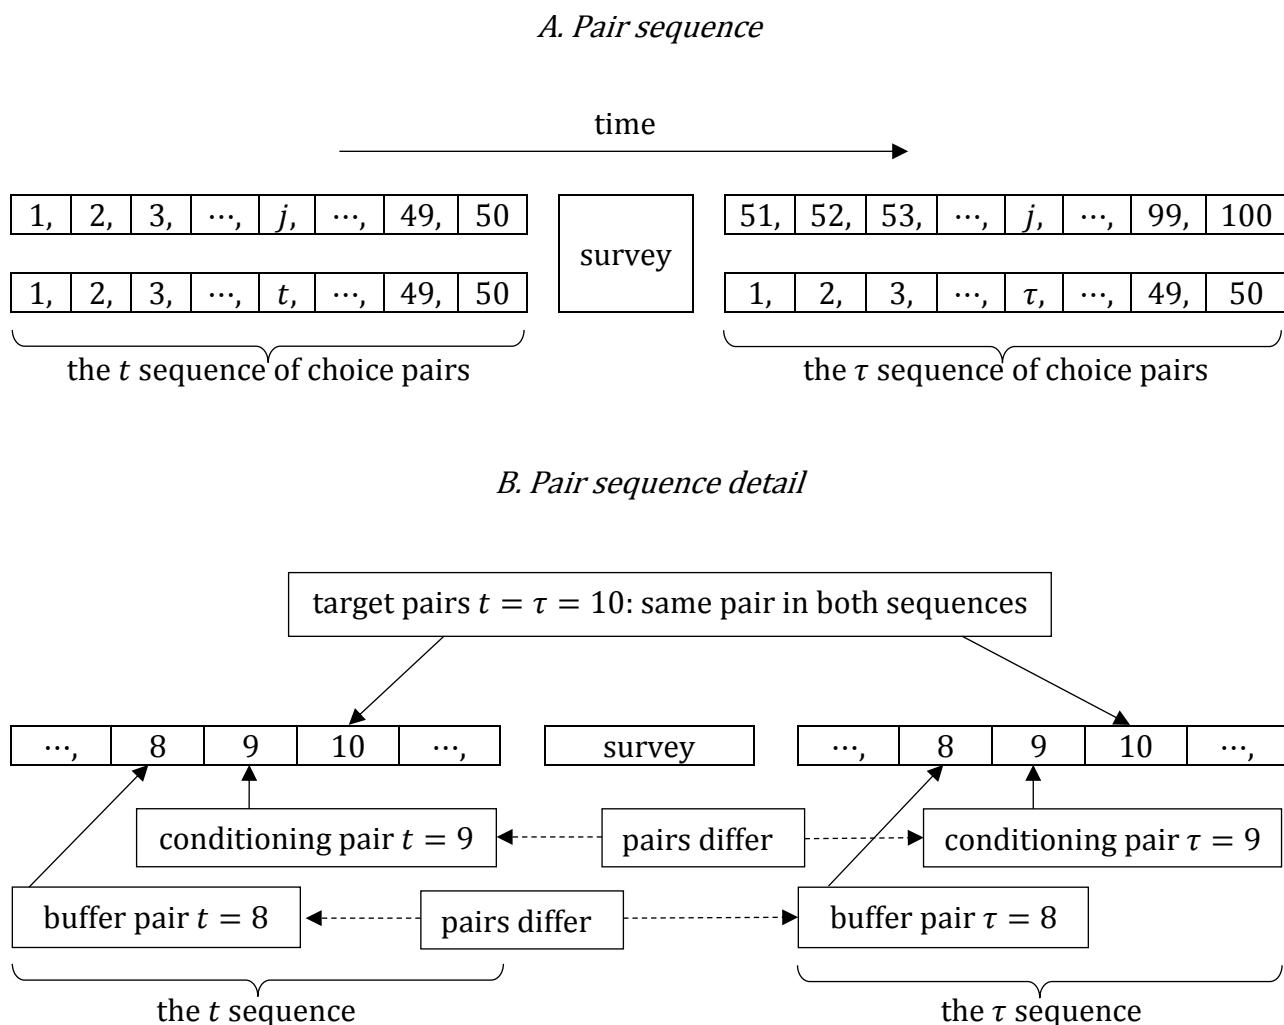 A. Pair sequence
time
1, 2, 3, ⋯, j, ⋯, 49, 50
survey
51, 52, 53, ⋯, j, ⋯, 99, 100
1, 2, 3, ⋯, t, ⋯, 49, 50
1, 2, 3, ⋯, τ, ⋯, 49, 50
the t sequence of choice pairs
the τ sequence of choice pairs
B. Pair sequence detail
target pairs t = τ = 10: same pair in both sequences
⋯, 8 9 10 ⋯,
survey
⋯, 8 9 10 ⋯,
conditioning pair t = 9
pairs differ
conditioning pair τ = 9
buffer pair t = 8
pairs differ
buffer pair τ = 8
the t sequence
the τ sequence